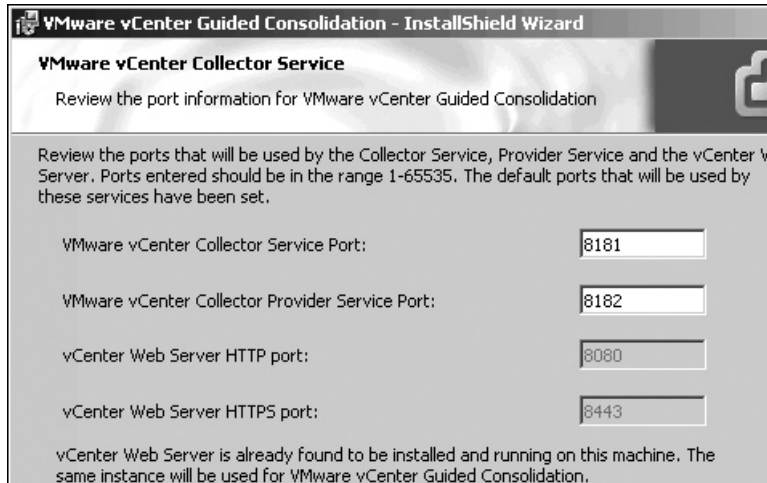 VMware vCenter Guided Consolidation - InstallShield Wizard
VMware vCenter Collector Service
Review the port information for VMware vCenter Guided Consolidation
Review the ports that will be used by the Collector Service, Provider Service and the vCenter
Server. Ports entered should be in the range 1-65535. The default ports that will be used by
these services have been set.
VMware vCenter Collector Service Port:
8181
VMware vCenter Collector Provider Service Port:
8182
vCenter Web Server HTTP port:
8080
vCenter Web Server HTTPS port:
8443
vCenter Web Server is already found to be installed and running on this machine. The
same instance will be used for VMware vCenter Guided Consolidation.